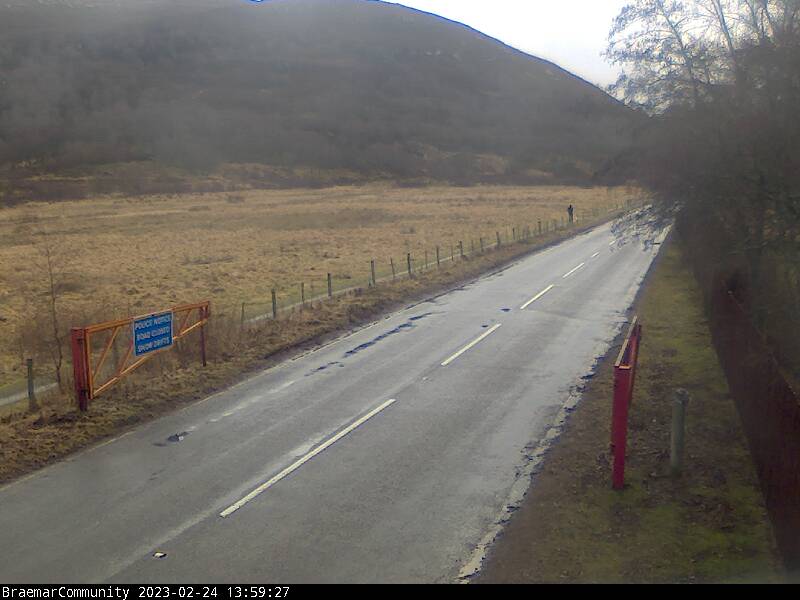 POLICE NOTICE
ROAD CLOSED
SNOW DRIFTS
BraemarCommunity 2023-02-24 13:59:27